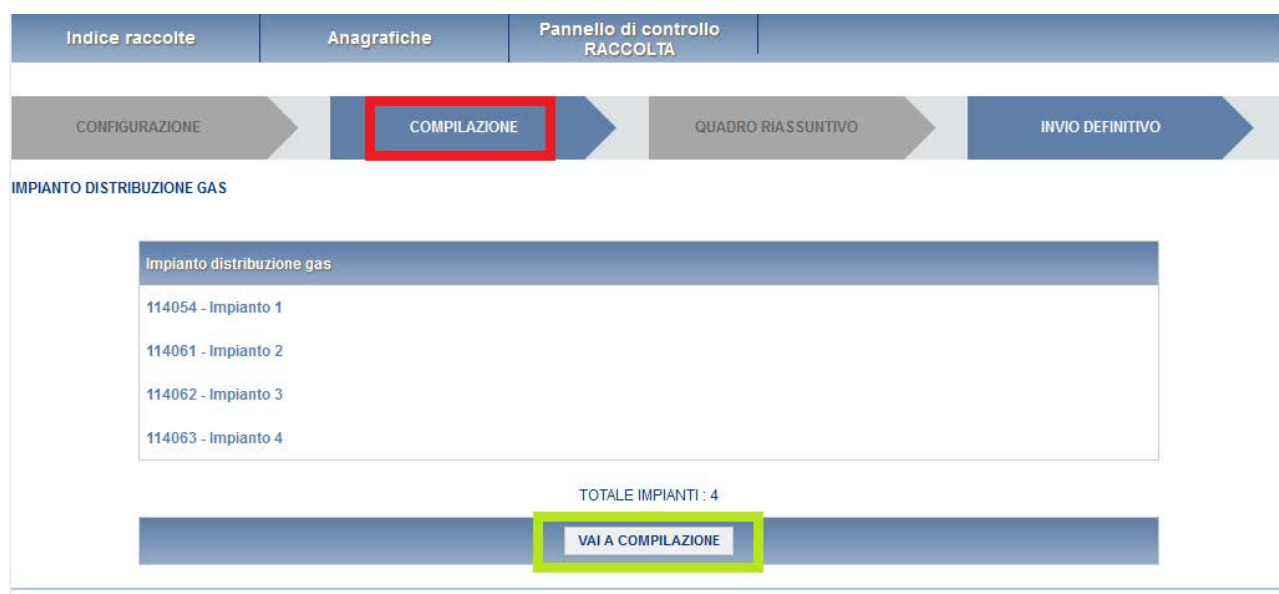 Indice raccolte
Anagrafiche
Pannello di controllo
RACCOLTA
CONFIGURAZIONE
COMPILAZIONE
QUADRO RIASSUNTIVO
INVIO DEFINITIVO
IMPIANTO DISTRIBUZIONE GAS
Impianto distribuzione gas
114054 - Impianto 1
114061 - Impianto 2
114062 - Impianto 3
114063 - Impianto 4
TOTALE IMPIANTI : 4
VAI A COMPILAZIONE